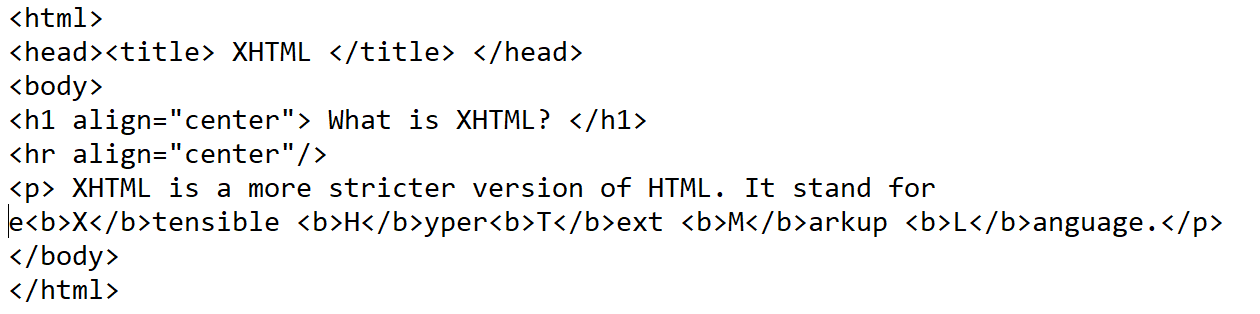 <html>
<head><title> XHTML </title> </head>
<body>
<h1 align="center"> What is XHTML? </h1>
<hr align="center"/>
<p> XHTML is a more stricter version of HTML. It stand for
e<b>X</b>tensible <b>H</b>yper<b>T</b>ext <b>M</b>arkup <b>L</b>anguage.</p>
</body>
</html>